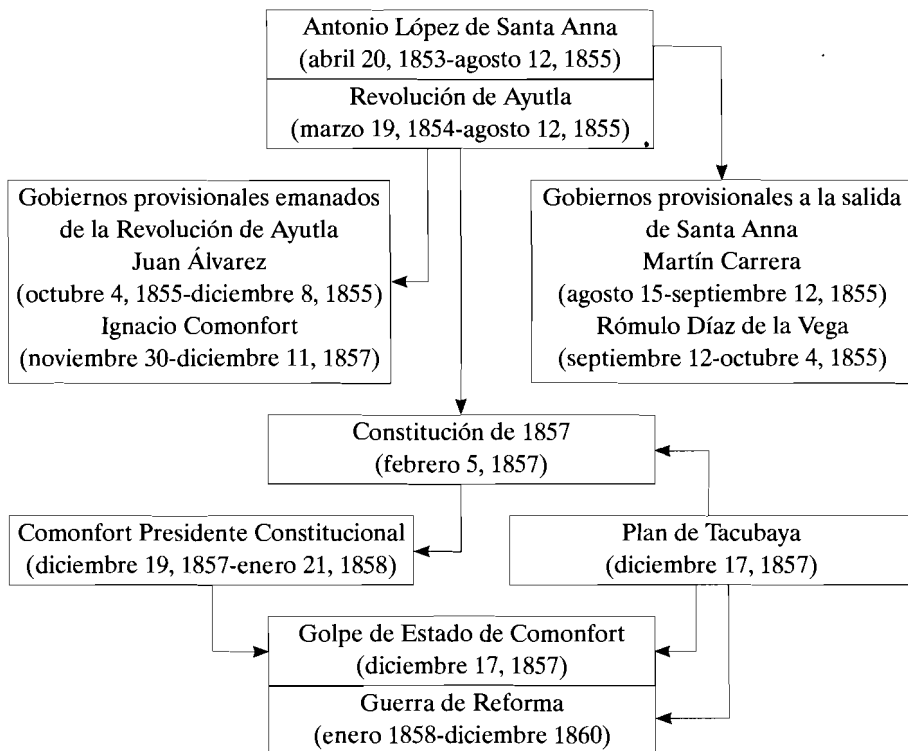 Antonio López de Santa Anna
(abril 20, 1853-agosto 12, 1855)
Revolución de Ayutla
(marzo 19, 1854-agosto 12, 1855)
Gobiernos provisionales emanados
de la Revolución de Ayutla
Juan Álvarez
(octubre 4, 1855-diciembre 8, 1855)
Ignacio Comonfort
(noviembre 30-diciembre 11, 1857)
Gobiernos provisionales a la salida
de Santa Anna
Martín Carrera
(agosto 15-septiembre 12, 1855)
Rómulo Díaz de la Vega
(septiembre 12-octubre 4, 1855)
Constitución de 1857
(febrero 5, 1857)
Comonfort Presidente Constitucional
(diciembre 19, 1857-enero 21, 1858)
Plan de Tacubaya
(diciembre 17, 1857)
Golpe de Estado de Comonfort
(diciembre 17, 1857)
Guerra de Reforma
(enero 1858-diciembre 1860)